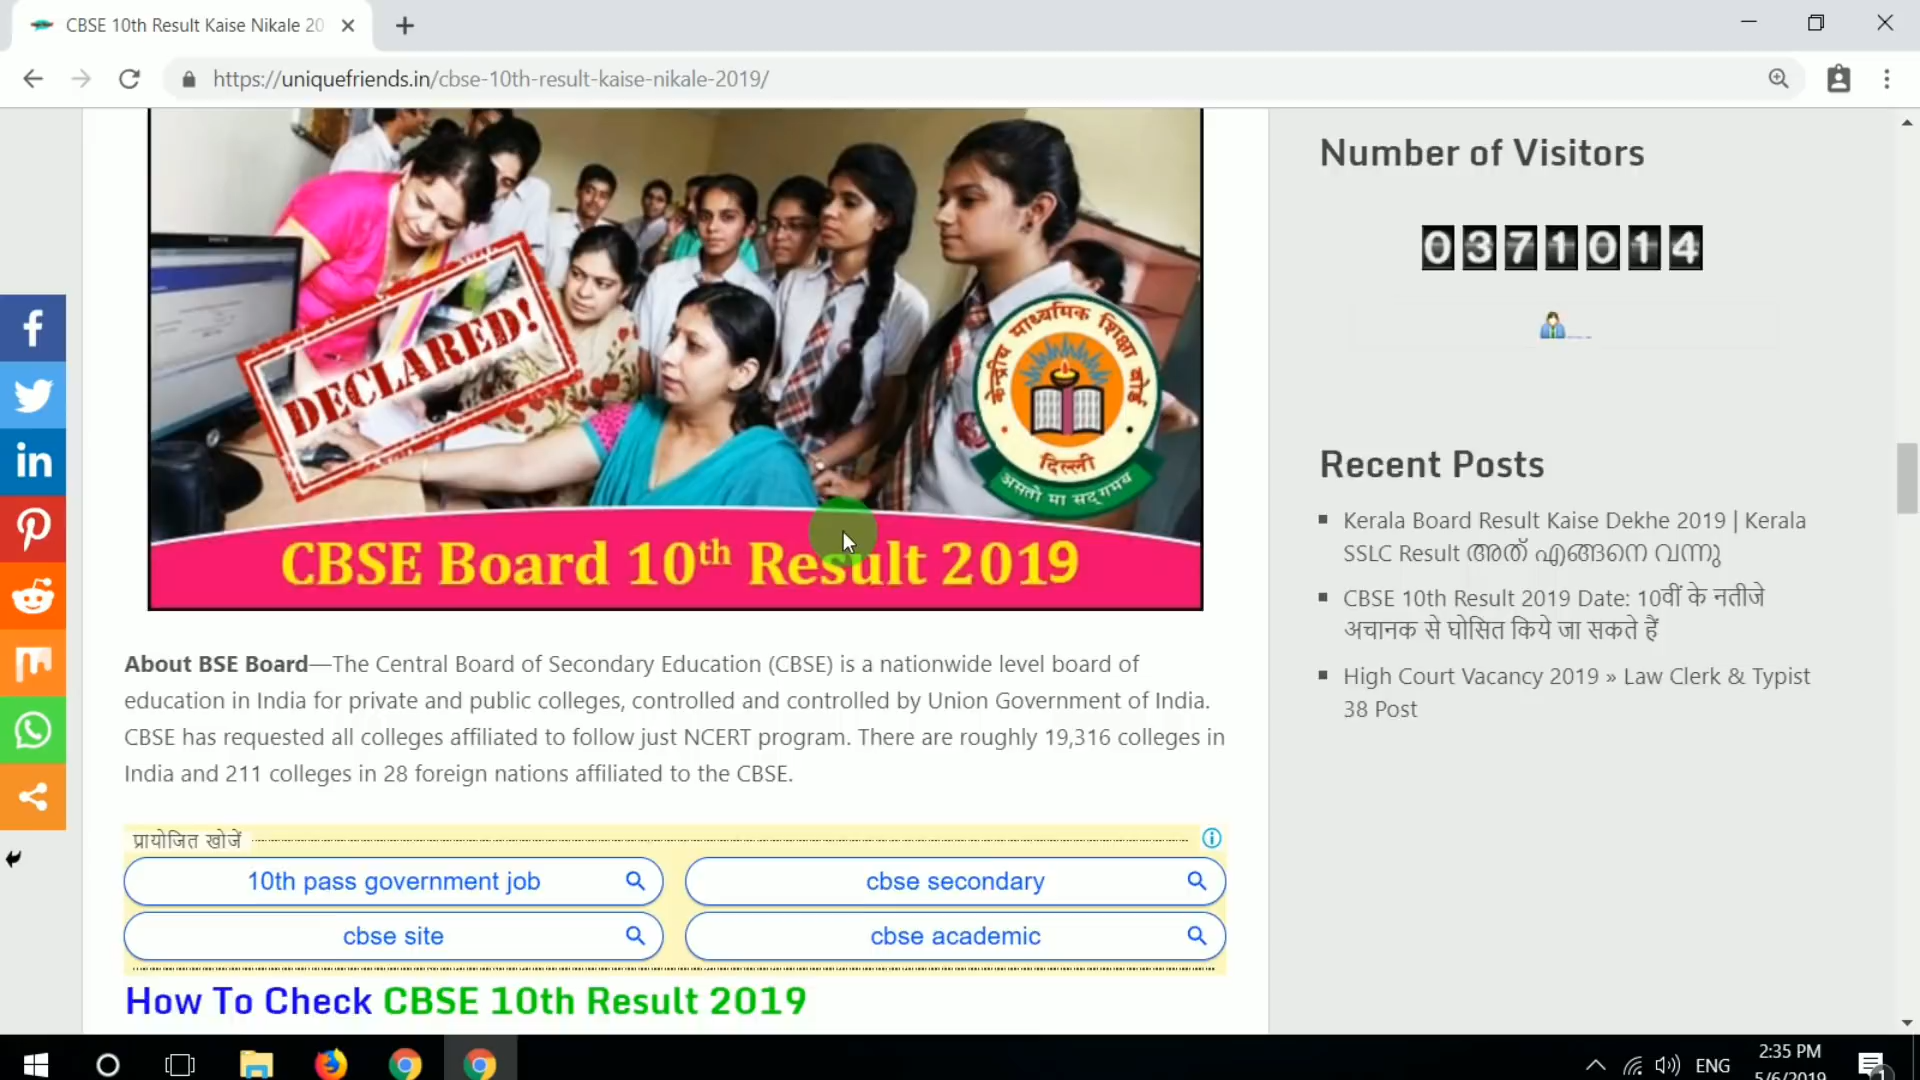 CBSE 10th Result Kaise Nikale 20
https://uniquefriends.in/cbse-10th-result-kaise-nikale-2019/
DECLARED!
केन्द्रीय माध्यमिक शिक्षा बोर्ड
दिल्ली
असतो मा सद्गमय
CBSE Board 10th Result 2019
About BSE Board—The Central Board of Secondary Education (CBSE) is a nationwide level board of
education in India for private and public colleges, controlled and controlled by Union Government of India.
CBSE has requested all colleges affiliated to follow just NCERT program. There are roughly 19,316 colleges in
India and 211 colleges in 28 foreign nations affiliated to the CBSE.
प्रायोजित खोजें
10th pass government job
cbse secondary
cbse site
cbse academic
How To Check CBSE 10th Result 2019
Number of Visitors
0371014
Recent Posts
Kerala Board Result Kaise Dekhe 2019 | Kerala
SSLC Result അത് എങ്ങനെ വന്നു
CBSE 10th Result 2019 Date: 10वीं के नतीजे
अचानक से घोसित किये जा सकते हैं
High Court Vacancy 2019 » Law Clerk & Typist
38 Post
ENG
2:35 PM
5/6/2019
1